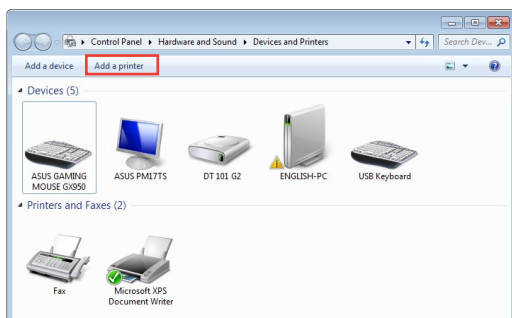 Control Panel ▸ Hardware and Sound ▸ Devices and Printers
Search Dev...
Add a device
Add a printer
Devices (5)
ASUS GAMING
MOUSE GX950
ASUS PM17TS
DT 101 G2
ENGLISH-PC
USB Keyboard
Printers and Faxes (2)
Fax
Microsoft XPS
Document Writer